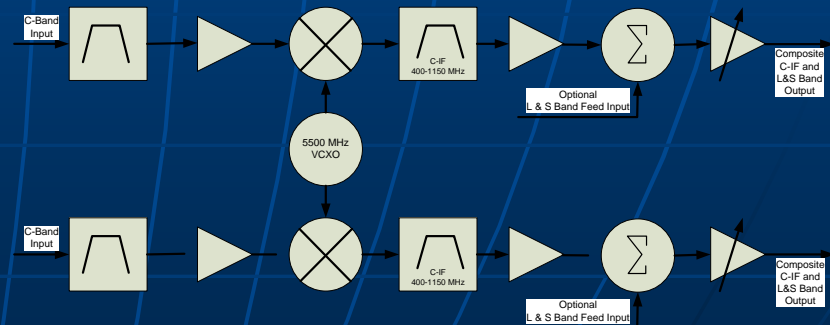 C-Band
Input
C-IF
400-1150 MHz
Σ
Optional
L & S Band Feed Input
Composite
C-IF and
L&S Band
Output
5500 MHz
VCXO
C-Band
Input
C-IF
400-1150 MHz
Σ
Optional
L & S Band Feed Input
Composite
C-IF and
L&S Band
Output